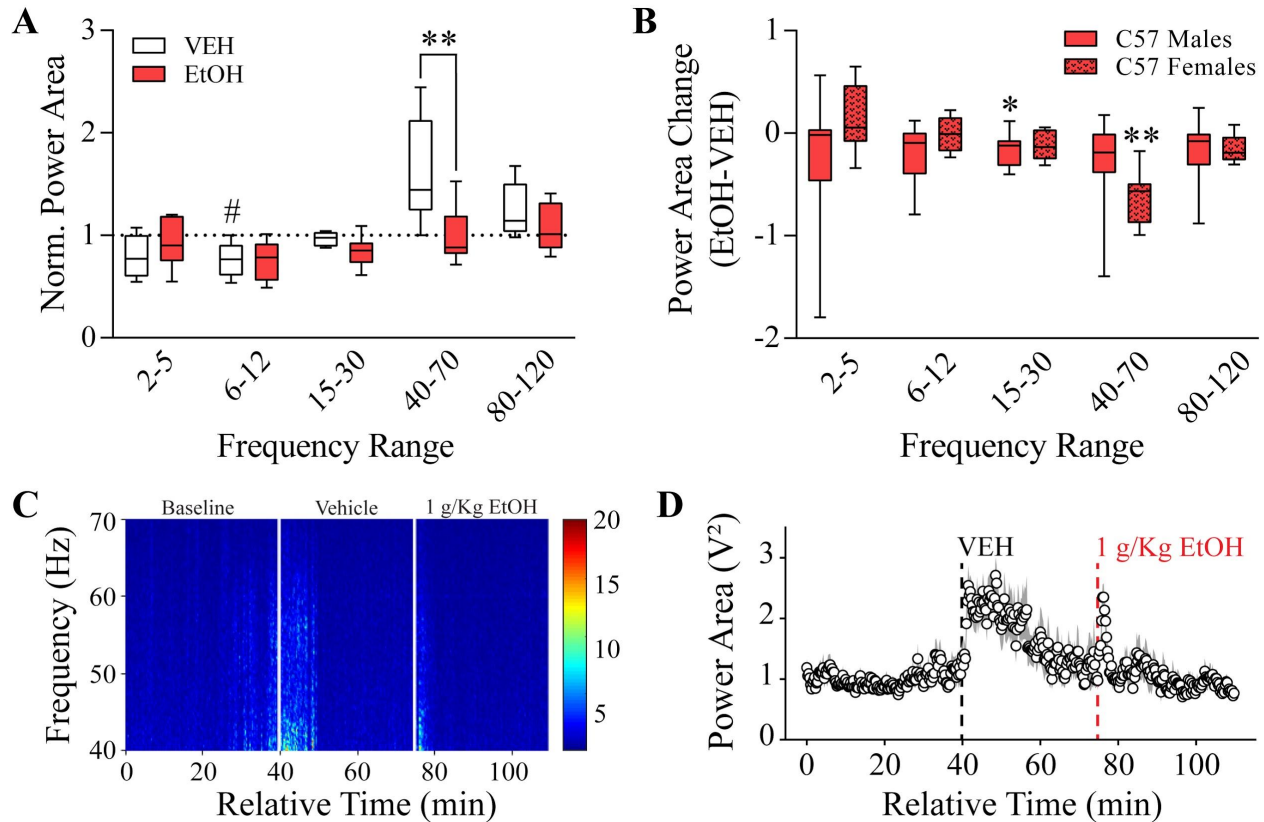 A
3
2
1
0
Norm. Power Area
VEH
EtOH
**
#
2-5
6-12
15-30
40-70
80-120
Frequency Range
B
1
0
-1
-2
Power Area Change
(EtOH-VEH)
C57 Males
C57 Females
*
**
2-5
6-12
15-30
40-70
80-120
Frequency Range
C
Baseline
Vehicle
1 g/Kg EtOH
70
60
50
40
Frequency (Hz)
0
20
40
60
80
100
Relative Time (min)
20
15
10
5
D
3
2
1
0
Power Area (V²)
VEH
1 g/Kg EtOH
0
20
40
60
80
100
Relative Time (min)